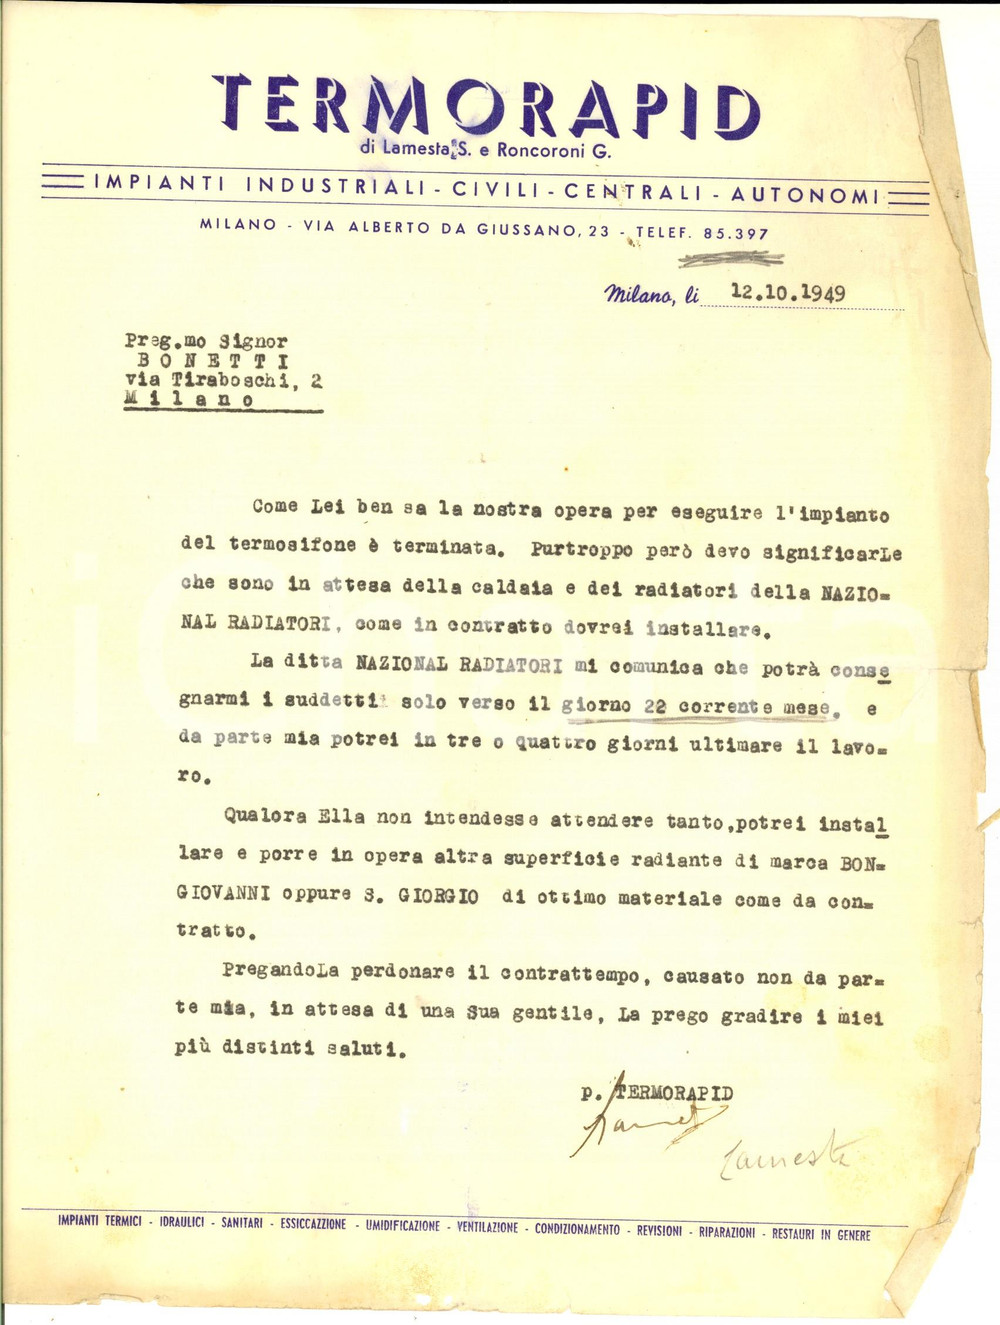 TERMORAPID
di Lamesta S. e Roncoroni G.
IMPIANTI INDUSTRIALI - CIVILI - CENTRALI - AUTONOMI
MILANO - VIA ALBERTO DA GIUSSANO, 23 - TELEF. 85.397
Milano, li 12.10.1949
Preg.mo Signor
B O N E T T I
via Tiraboschi, 2
M i l a n o
Come Lei ben sa la nostra opera per eseguire l'impianto
del termosifone è terminata. Purtroppo però devo significarLe
che sono in attesa della caldaia e dei radiatori della NAZIO=
NAL RADIATORI, come in contratto dovrei installare.
La ditta NAZIONAL RADIATORI mi comunica che potrà conse
gnarmi i suddetti solo verso il giorno 22 corrente mese. e
da parte mia potrei in tre o quattro giorni ultimare il lavo=
ro.
Qualora Ella non intendesse attendere tanto,potrei instal
lare e porre in opera altra superficie radiante di marca BON=
GIOVANNI oppure S. GIORGIO di ottimo materiale come da con=
tratto.
PregandoLa perdonare il contrattempo, causato non da par=
te mia, in attesa di una Sua gentile, La prego gradire i miei
più distinti saluti.
p. TERMORAPID
Lamesta
IMPIANTI TERMICI - IDRAULICI - SANITARI - ESSICCAZZIONE - UMIDIFICAZIONE - VENTILAZIONE - CONDIZIONAMENTO - REVISIONI - RIPARAZIONI - RESTAURI IN GENERE